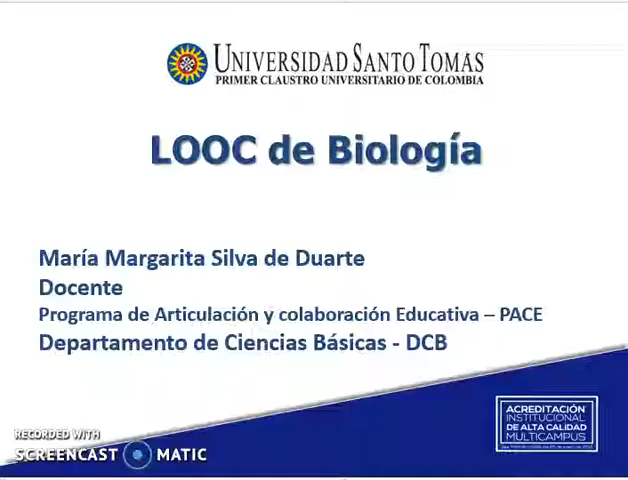 UNIVERSIDAD SANTO TOMÁS
PRIMER CLAUSTRO UNIVERSITARIO DE COLOMBIA
LOOC de Biología
María Margarita Silva de Duarte
Docente
Programa de Articulación y colaboración Educativa – PACE
Departamento de Ciencias Básicas - DCB
ACREDITACIÓN
INSTITUCIONAL
DE ALTA CALIDAD
MULTICAMPUS
RECORDED WITH
SCREENCAST MATIC